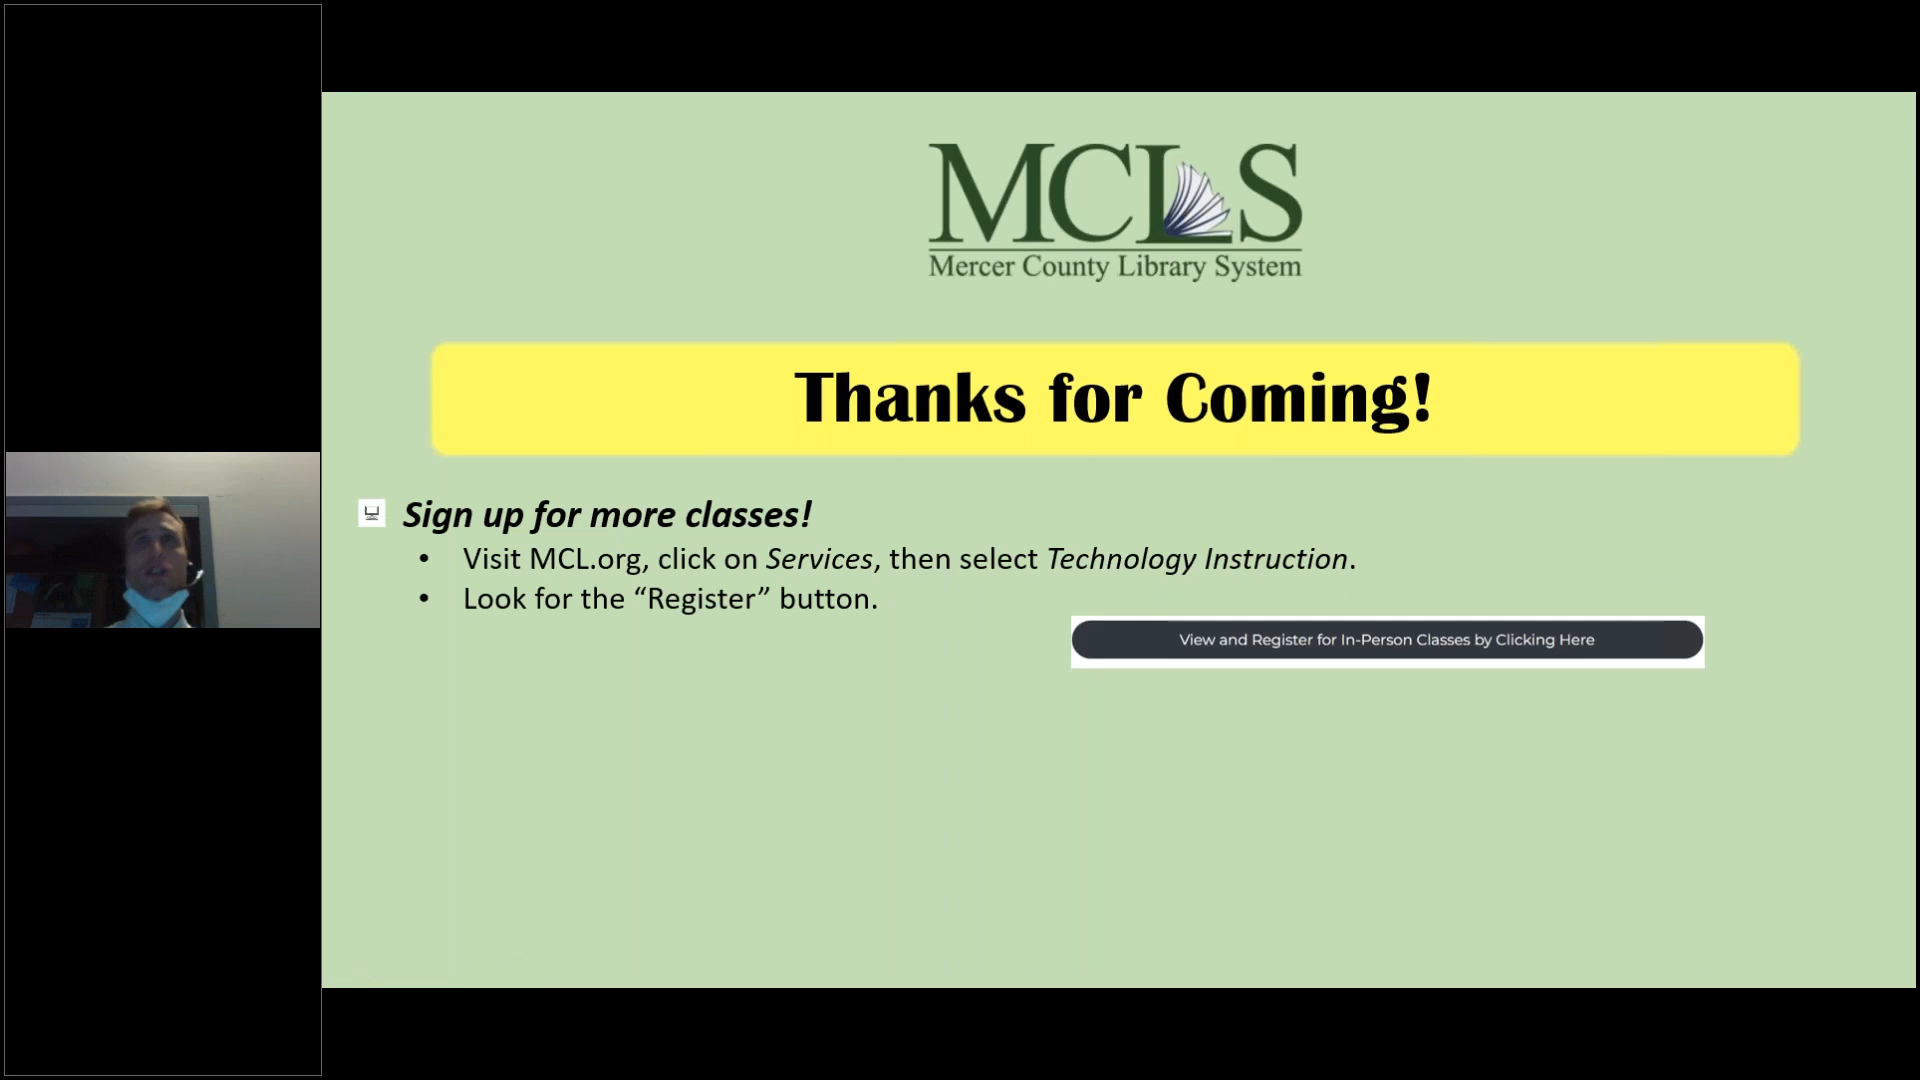 MCLS
Mercer County Library System
Thanks for Coming!
Sign up for more classes!
• Visit MCL.org, click on Services, then select Technology Instruction.
• Look for the “Register” button.
View and Register for In-Person Classes by Clicking Here